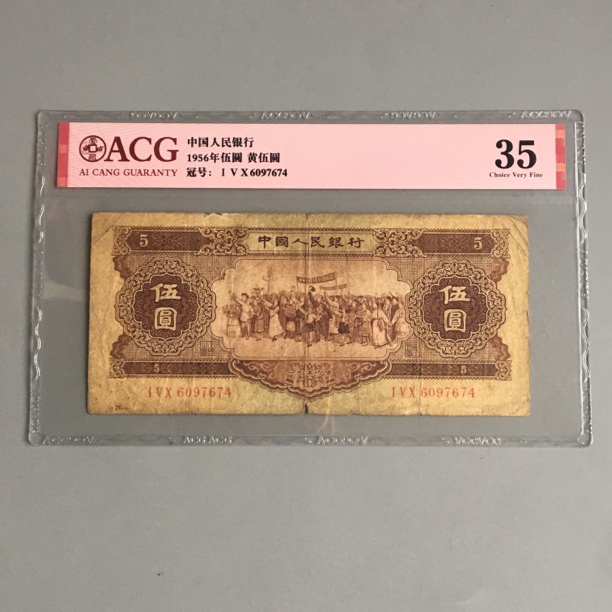 ACG
AI CANG GUARANTY
中国人民银行
1956年伍圆 黄伍圆
冠号: I V X 6097674
35
Choice Very Fine
中國人民銀行
5
5
伍圓
伍圓
5
5
I V X 6097674
I V X 6097674